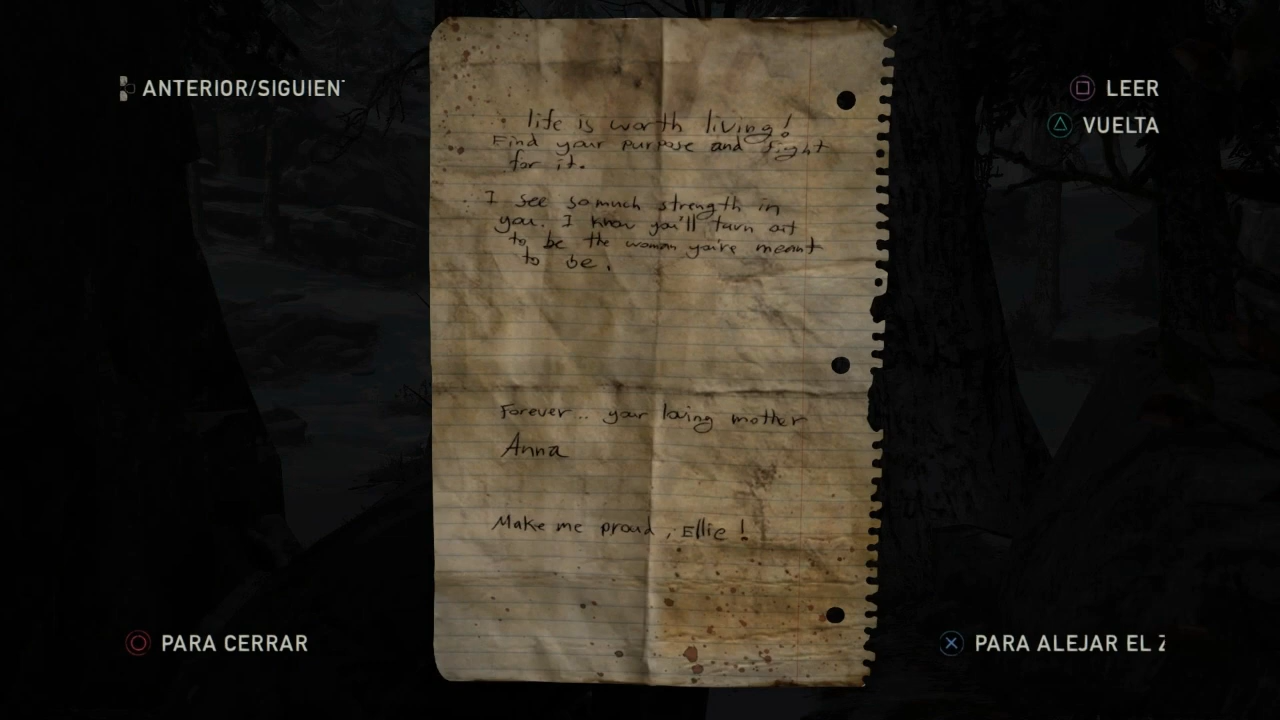 ANTERIOR/SIGUIEN
LEER
VUELTA
life is worth living!
Find your purpose and fight
for it.
I see so much strength in
you. I know you'll turn out
to be the woman you're meant
to be.
Forever.. your loving mother
Anna
Make me proud, Ellie!
PARA CERRAR
PARA ALEJAR EL